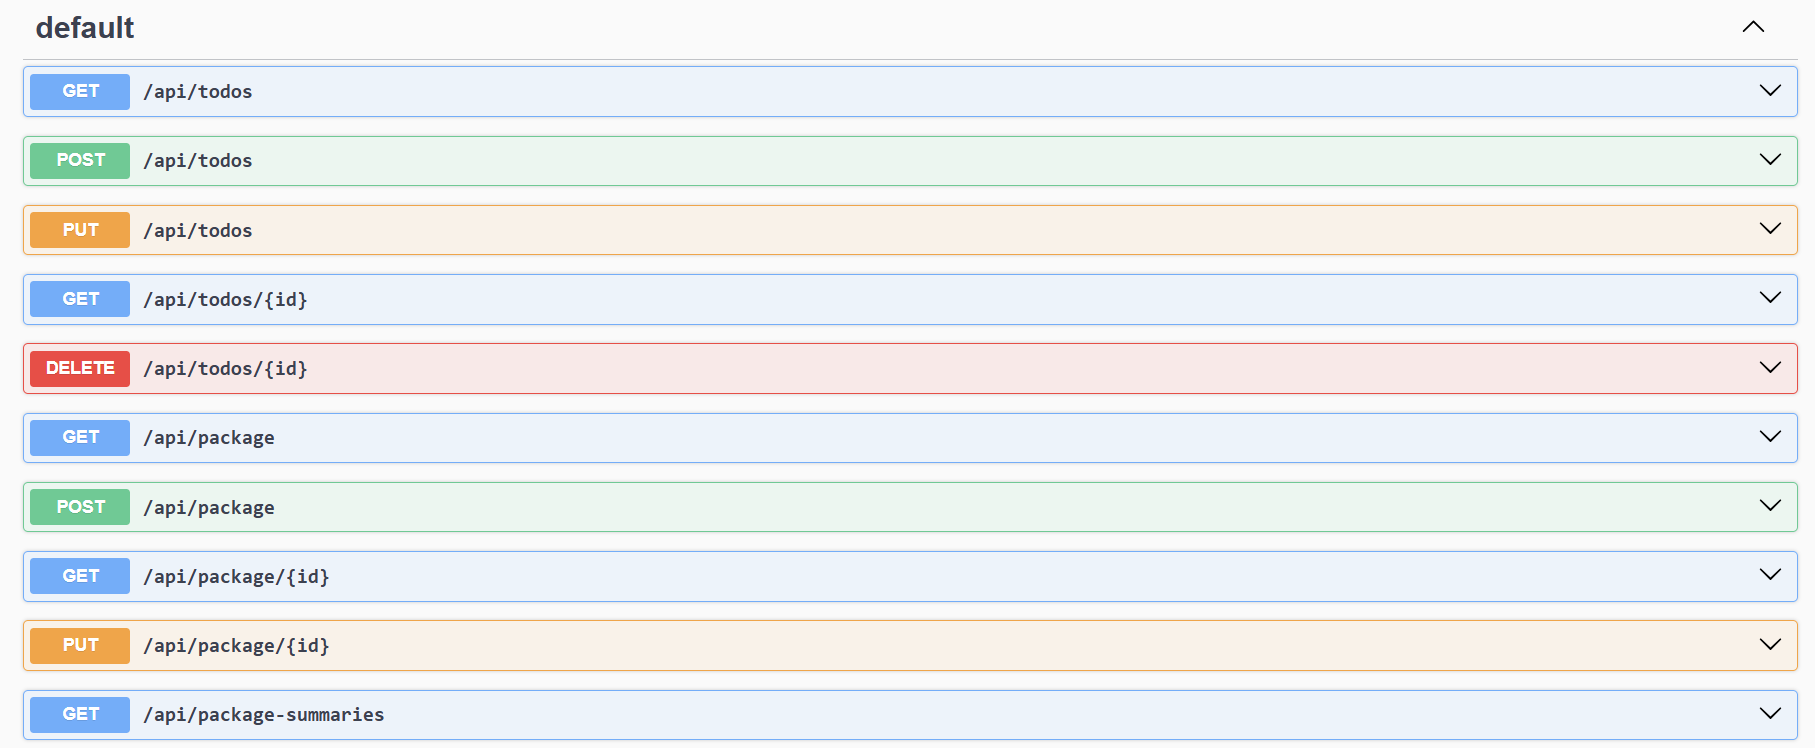 default
GET /api/todos
POST /api/todos
PUT /api/todos
GET /api/todos/{id}
DELETE /api/todos/{id}
GET /api/package
POST /api/package
GET /api/package/{id}
PUT /api/package/{id}
GET /api/package-summaries